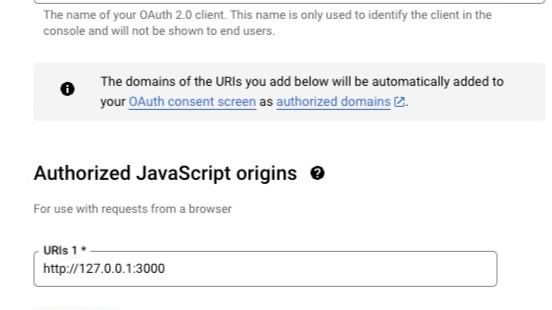 The name of your OAuth 2.0 client. This name is only used to identify the client in the
console and will not be shown to end users.
The domains of the URIs you add below will be automatically added to
your OAuth consent screen as authorized domains.
Authorized JavaScript origins
For use with requests from a browser
URIs 1 *
http://127.0.0.1:3000